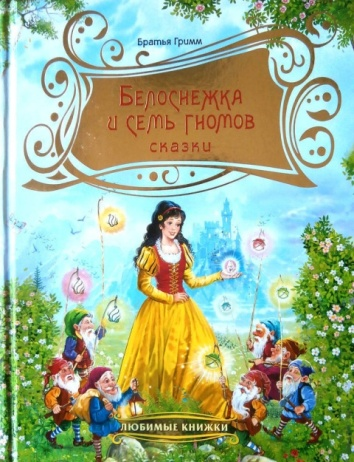 Братья Гримм
Белоснежка
и семь гномов
сказки
ЛЮБИМЫЕ КНИЖКИ